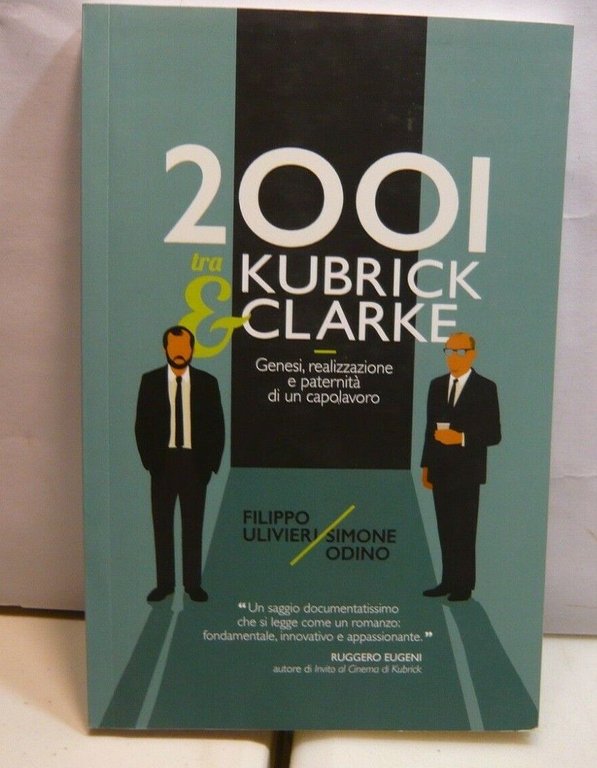 2001
tra KUBRICK
& CLARKE
Genesi, realizzazione
e paternità
di un capolavoro
FILIPPO
ULIVIERI / SIMONE
ODINO
“Un saggio documentatissimo
che si legge come un romanzo:
fondamentale, innovativo e appassionante.”
RUGGERO EUGENI
autore di Invito al Cinema di Kubrick